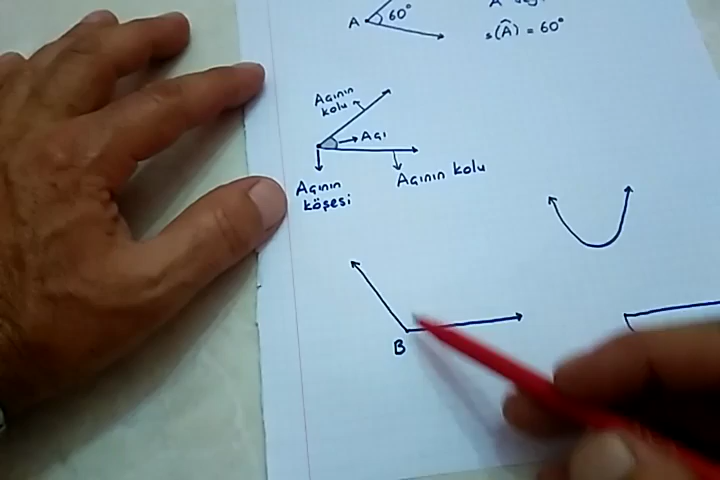 A 60°
s(Â) = 60°
Açının
kolu
Açı
Açının kolu
Açının
köşesi
B